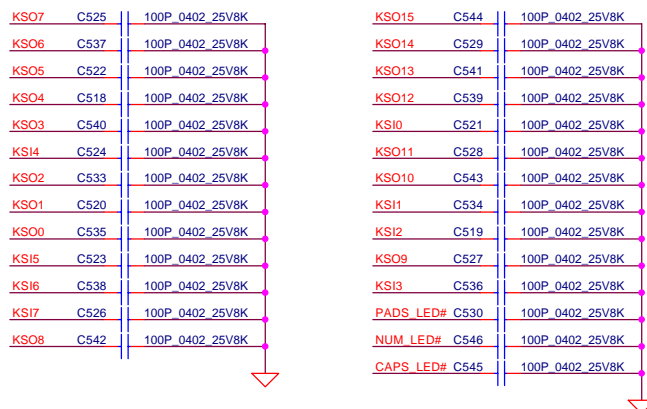 KSO7 C525 100P_0402_25V8K
KSO6 C537 100P_0402_25V8K
KSO5 C522 100P_0402_25V8K
KSO4 C518 100P_0402_25V8K
KSO3 C540 100P_0402_25V8K
KSI4 C524 100P_0402_25V8K
KSO2 C533 100P_0402_25V8K
KSO1 C520 100P_0402_25V8K
KSO0 C535 100P_0402_25V8K
KSI5 C523 100P_0402_25V8K
KSI6 C538 100P_0402_25V8K
KSI7 C526 100P_0402_25V8K
KSO8 C542 100P_0402_25V8K
KSO15 C544 100P_0402_25V8K
KSO14 C529 100P_0402_25V8K
KSO13 C541 100P_0402_25V8K
KSO12 C539 100P_0402_25V8K
KSI0 C521 100P_0402_25V8K
KSO11 C528 100P_0402_25V8K
KSO10 C543 100P_0402_25V8K
KSI1 C534 100P_0402_25V8K
KSI2 C519 100P_0402_25V8K
KSO9 C527 100P_0402_25V8K
KSI3 C536 100P_0402_25V8K
PADS_LED# C530 100P_0402_25V8K
NUM_LED# C546 100P_0402_25V8K
CAPS_LED# C545 100P_0402_25V8K